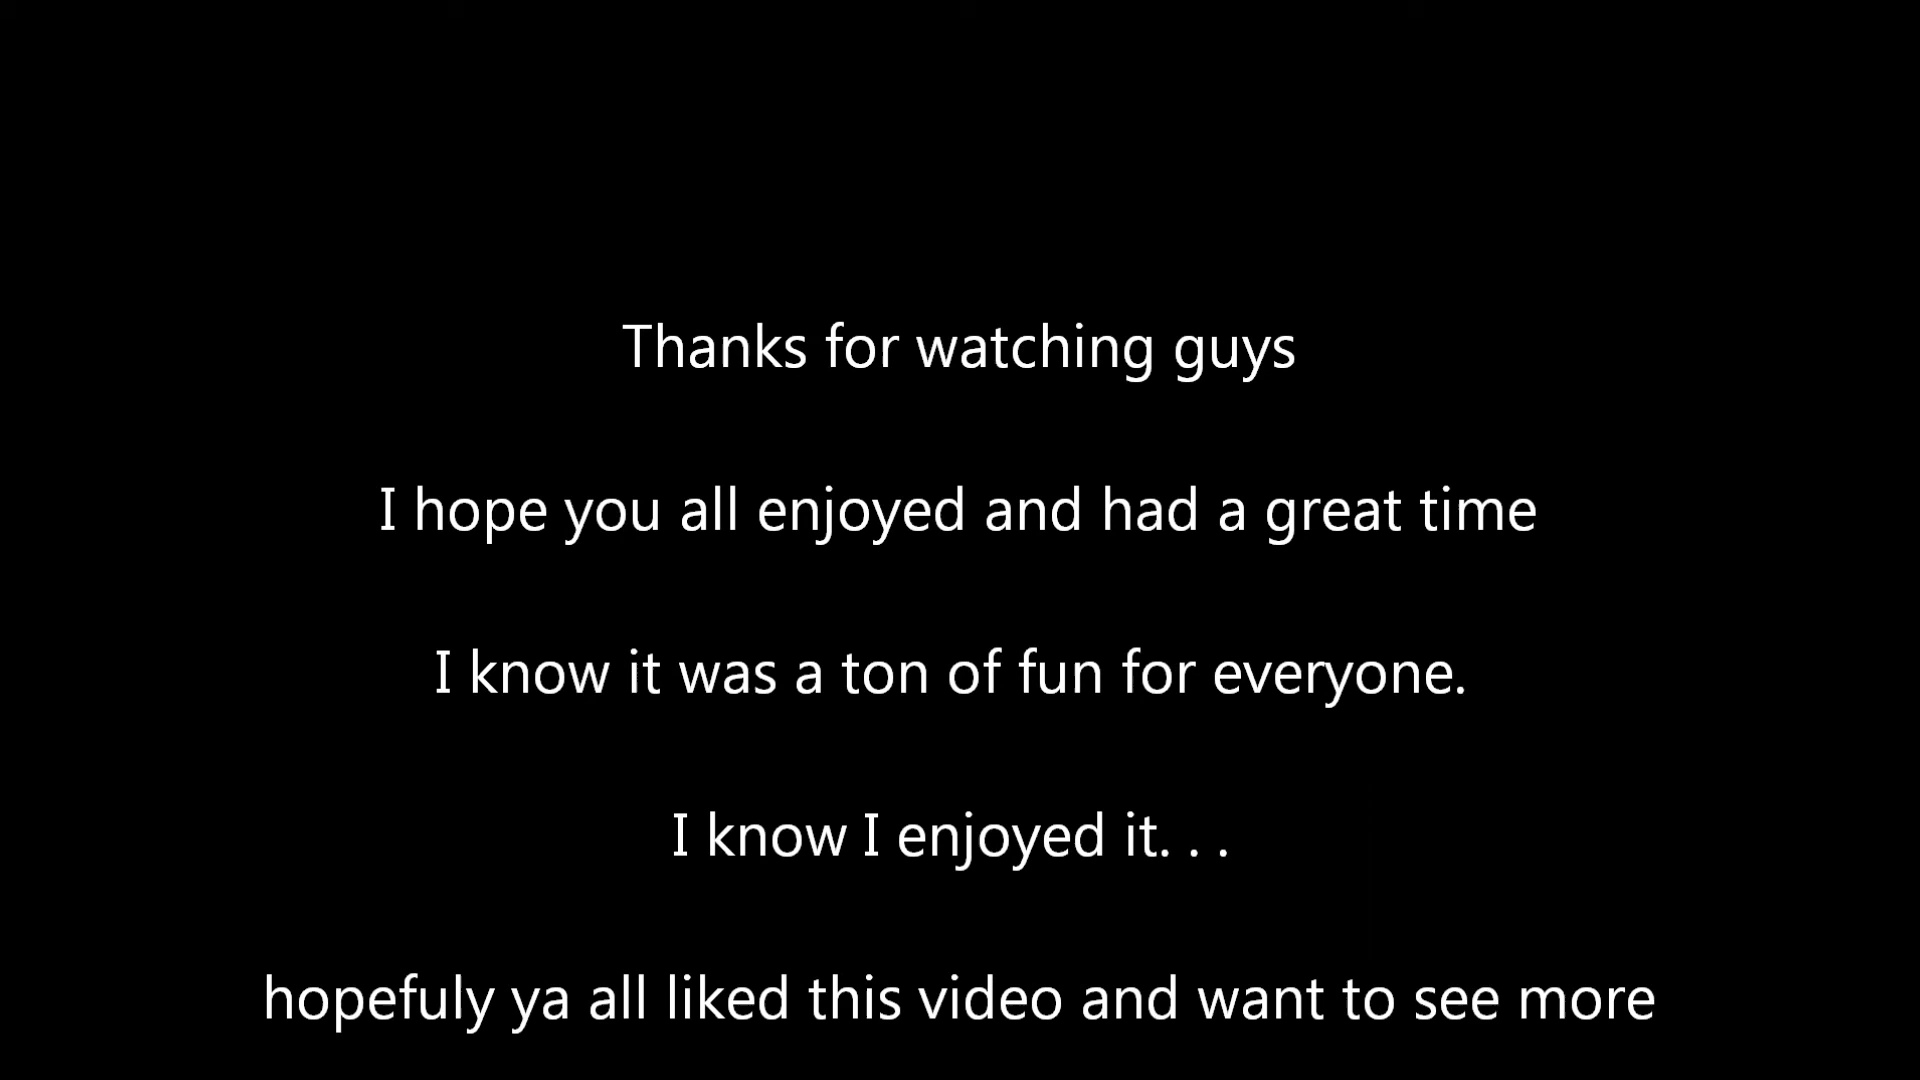 Thanks for watching guys
I hope you all enjoyed and had a great time
I know it was a ton of fun for everyone.
I know I enjoyed it. . .
hopefuly ya all liked this video and want to see more